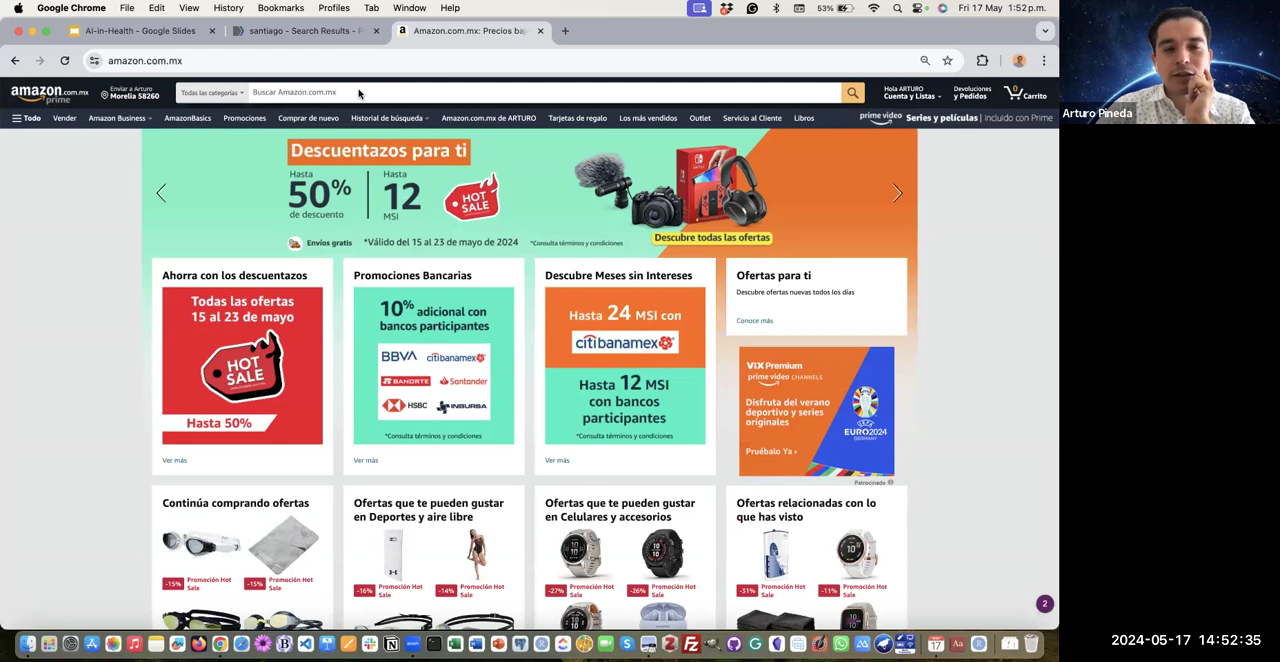 Google Chrome File Edit View History Bookmarks Profiles Tab Window Help
53% Fri 17 May 1:52 p.m.
AI-in-Health - Google Slides
santiago - Search Results - P
Amazon.com.mx: Precios baj
amazon.com.mx
amazon.com.mx
prime
Enviar a Arturo
Morelia 58260
Todas las categorías
Buscar Amazon.com.mx
Hola ARTURO
Cuenta y Listas
Devoluciones
y Pedidos
0
Carrito
Todo Vender Amazon Business AmazonBasics Promociones Comprar de nuevo Historial de búsqueda Amazon.com.mx de ARTURO Tarjetas de regalo Los más vendidos Outlet Servicio al Cliente Libros
prime video Series y películas | Incluido con Prime
Descuentazos para ti
Hasta
50%
de descuento
Hasta
12
MSI
HOT
SALE
Envíos gratis
*Válido del 15 al 23 de mayo de 2024
*Consulta términos y condiciones
Descubre todas las ofertas
Ahorra con los descuentazos
Todas las ofertas
15 al 23 de mayo
HOT
SALE
Hasta 50%
Ver más
Promociones Bancarias
10% adicional con
bancos participantes
BBVA citibanamex
BANORTE Santander
HSBC INBURSA
*Consulta términos y condiciones
Ver más
Descubre Meses sin Intereses
Hasta 24 MSI con
citibanamex
Hasta 12 MSI
con bancos
participantes
*Consulta términos y condiciones
Ver más
Ofertas para ti
Descubre ofertas nuevas todos los días
Conoce más
ViX Premium
prime video CHANNELS
Disfruta del verano
deportivo y series
originales
Pruébalo Ya ›
EURO2024
GERMANY
Patrocinado
Continúa comprando ofertas
-15% Promoción Hot
Sale
-15% Promoción Hot
Sale
Ofertas que te pueden gustar
en Deportes y aire libre
-16% Promoción Hot
Sale
-14% Promoción Hot
Sale
Ofertas que te pueden gustar
en Celulares y accesorios
-27% Promoción Hot
Sale
-26% Promoción Hot
Sale
Ofertas relacionadas con lo
que has visto
-31% Promoción Hot
Sale
-11% Promoción Hot
Sale
2
Arturo Pineda
2024-05-17 14:52:35